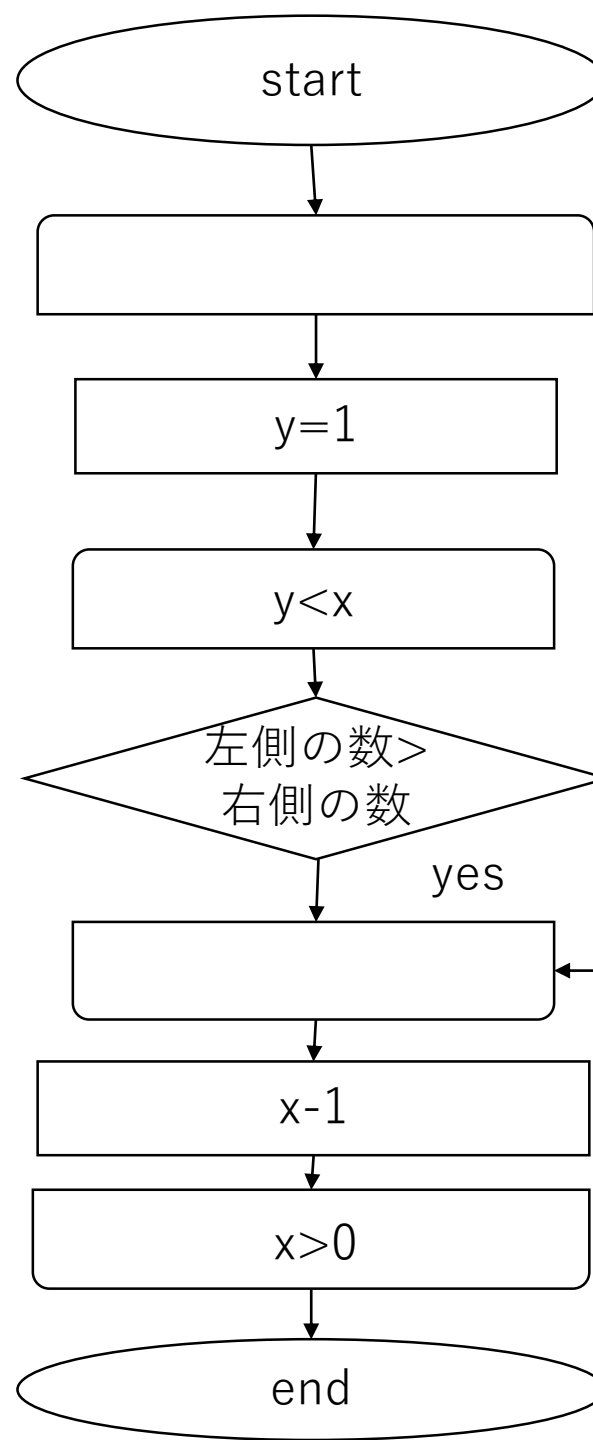 start
y=1
y<x
左側の数>
右側の数
yes
x-1
x>0
end